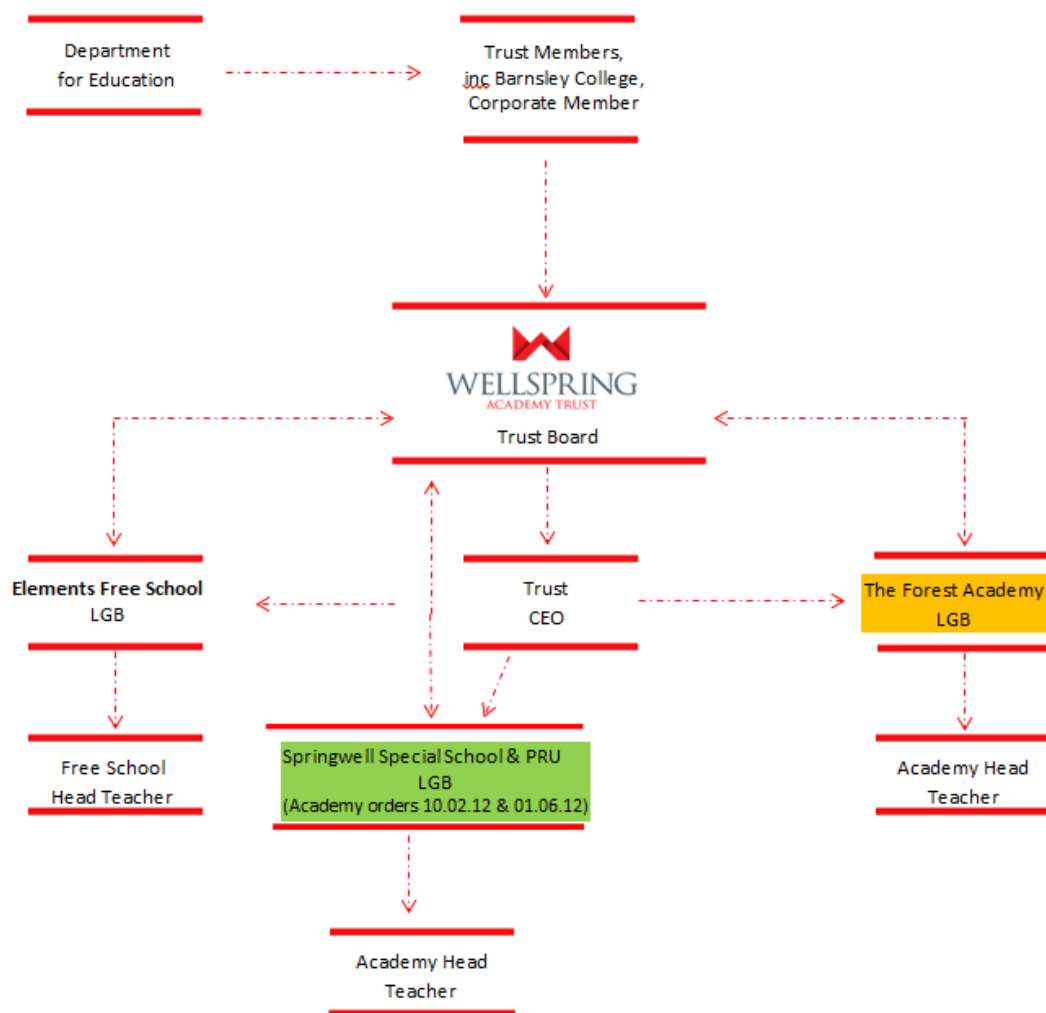 Department
for Education
Trust Members,
inc Barnsley College,
Corporate Member
WELLSPRING
ACADEMY TRUST
Trust Board
Elements Free School
LGB
Trust
CEO
The Forest Academy
LGB
Free School
Head Teacher
Springwell Special School & PRU
LGB
(Academy orders 10.02.12 & 01.06.12)
Academy Head
Teacher
Academy Head
Teacher